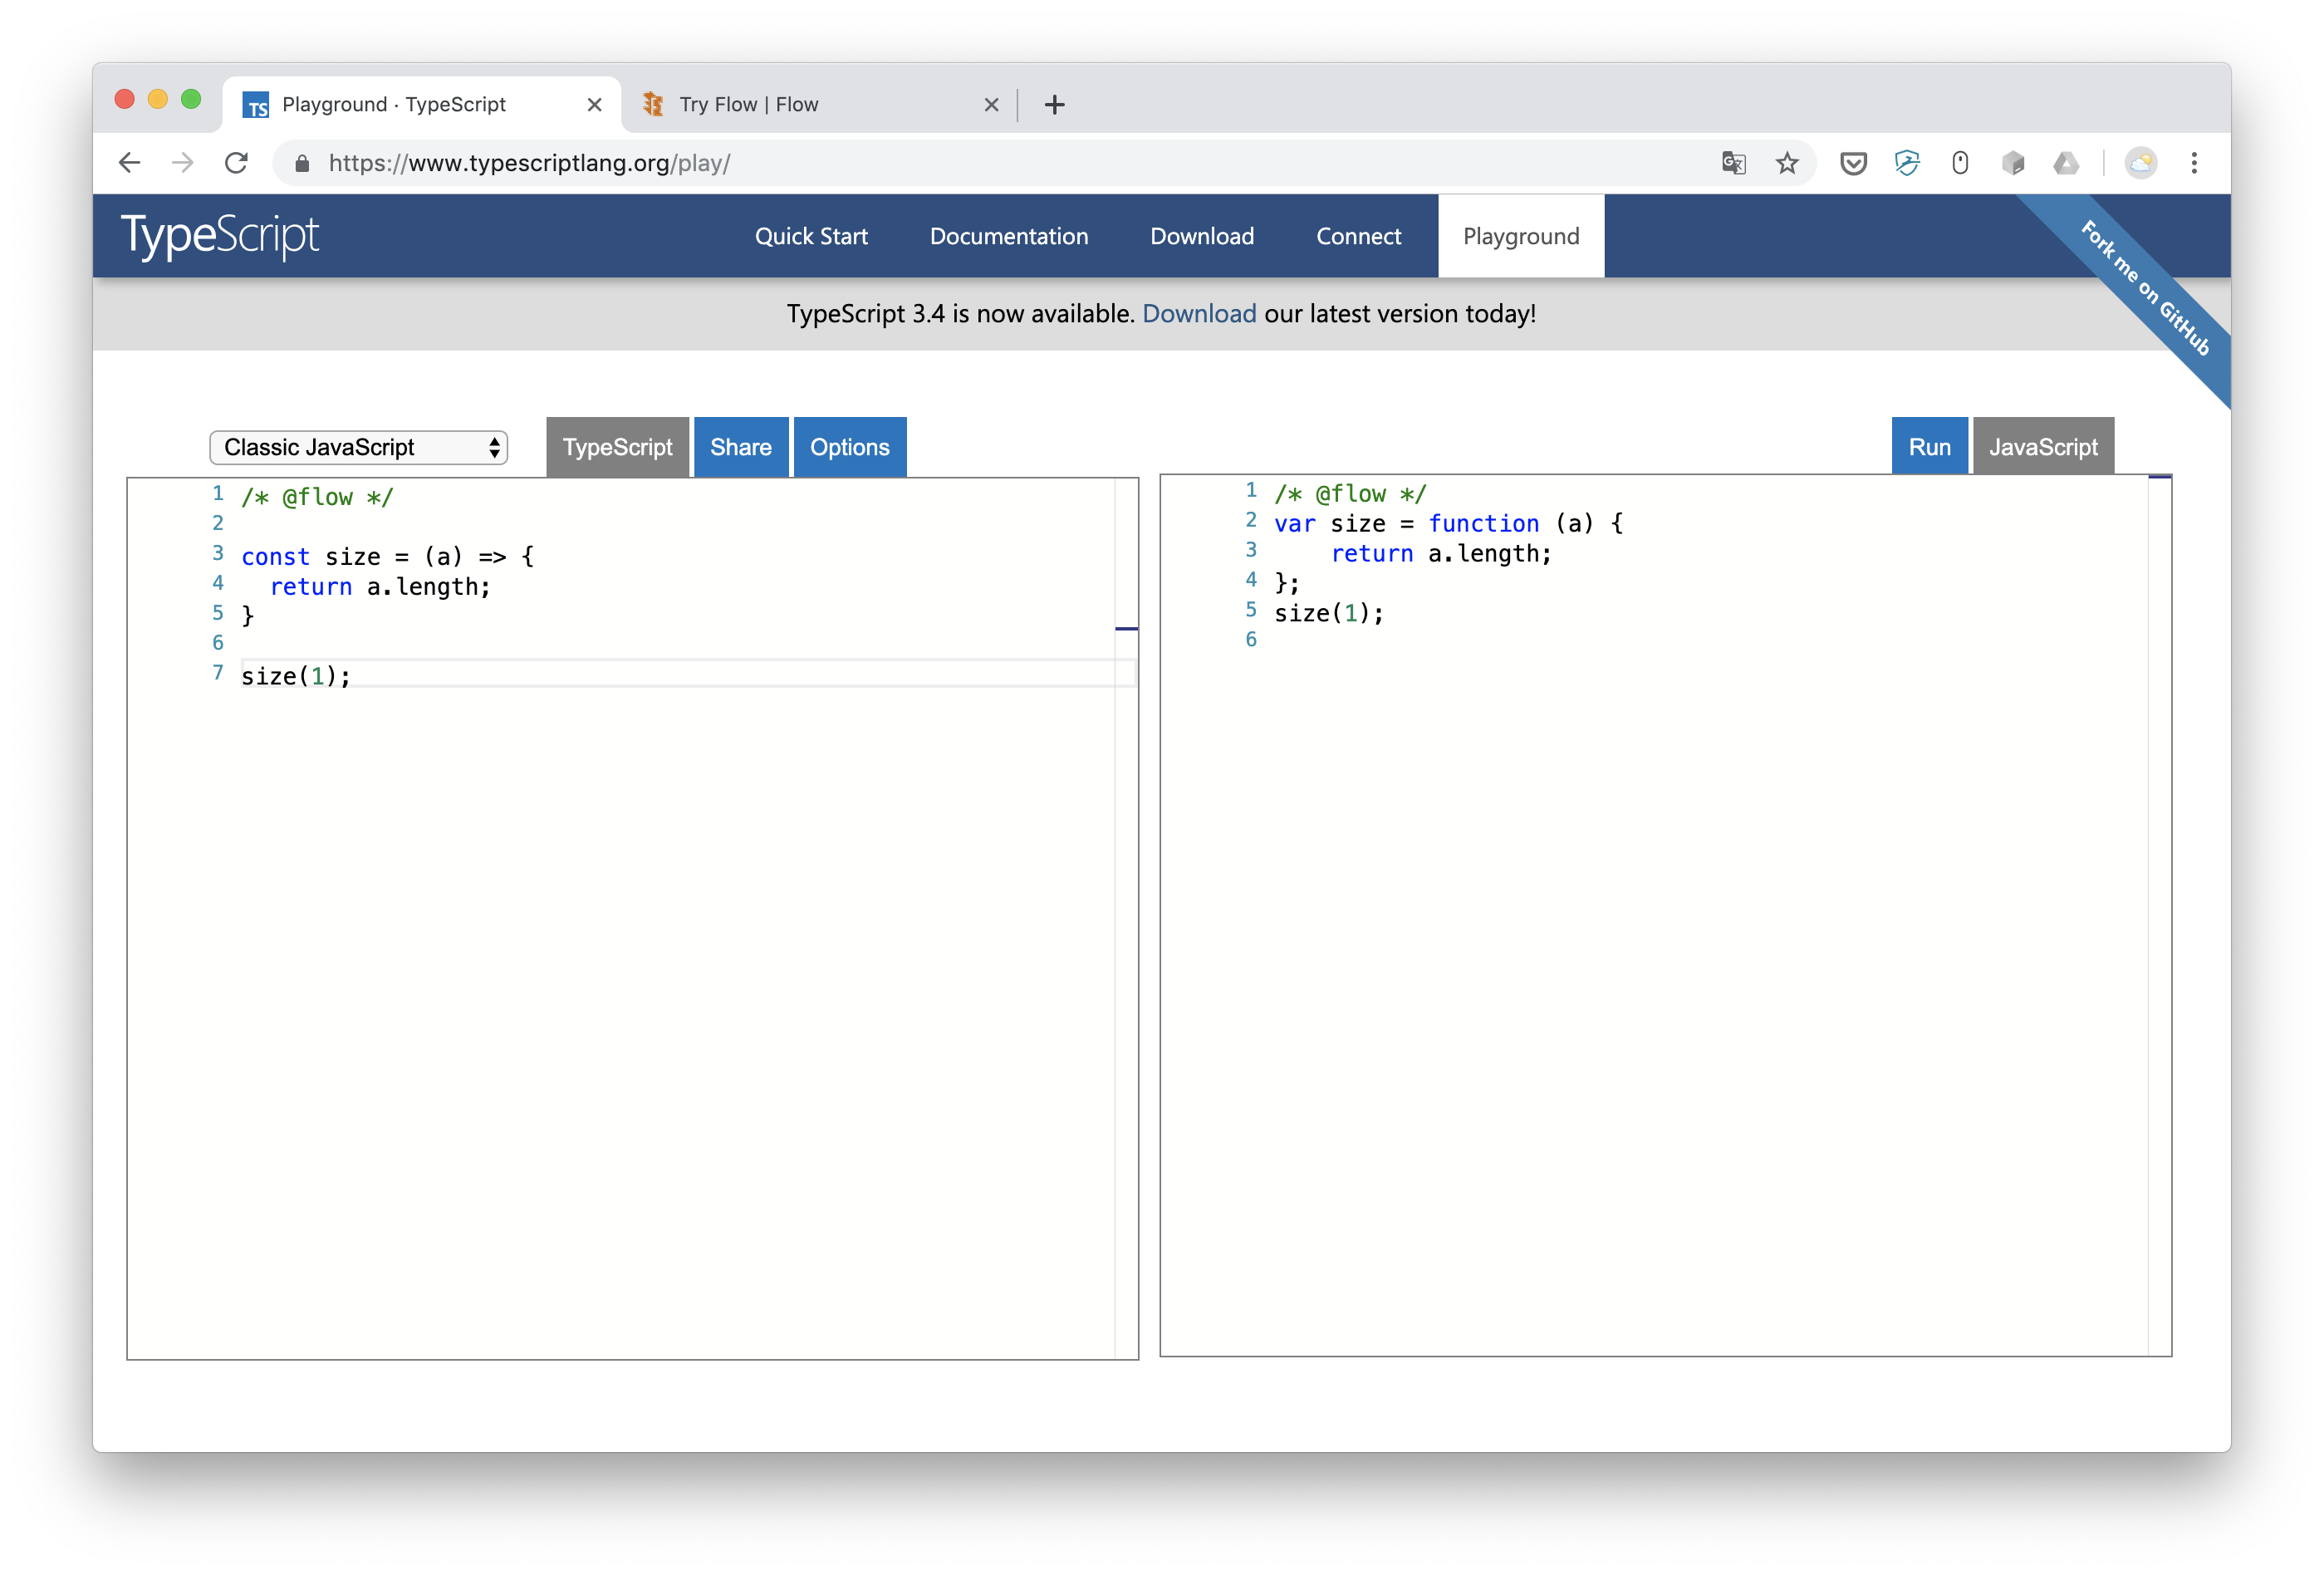 Playground · TypeScript
Try Flow | Flow
https://www.typescriptlang.org/play/
TypeScript
Quick Start
Documentation
Download
Connect
Playground
Fork me on GitHub
TypeScript 3.4 is now available. Download our latest version today!
Classic JavaScript
TypeScript
Share
Options
Run
JavaScript
1 /* @flow */
2
3 const size = (a) => {
4   return a.length;
5 }
6
7 size(1);
1 /* @flow */
2 var size = function (a) {
3     return a.length;
4 };
5 size(1);
6